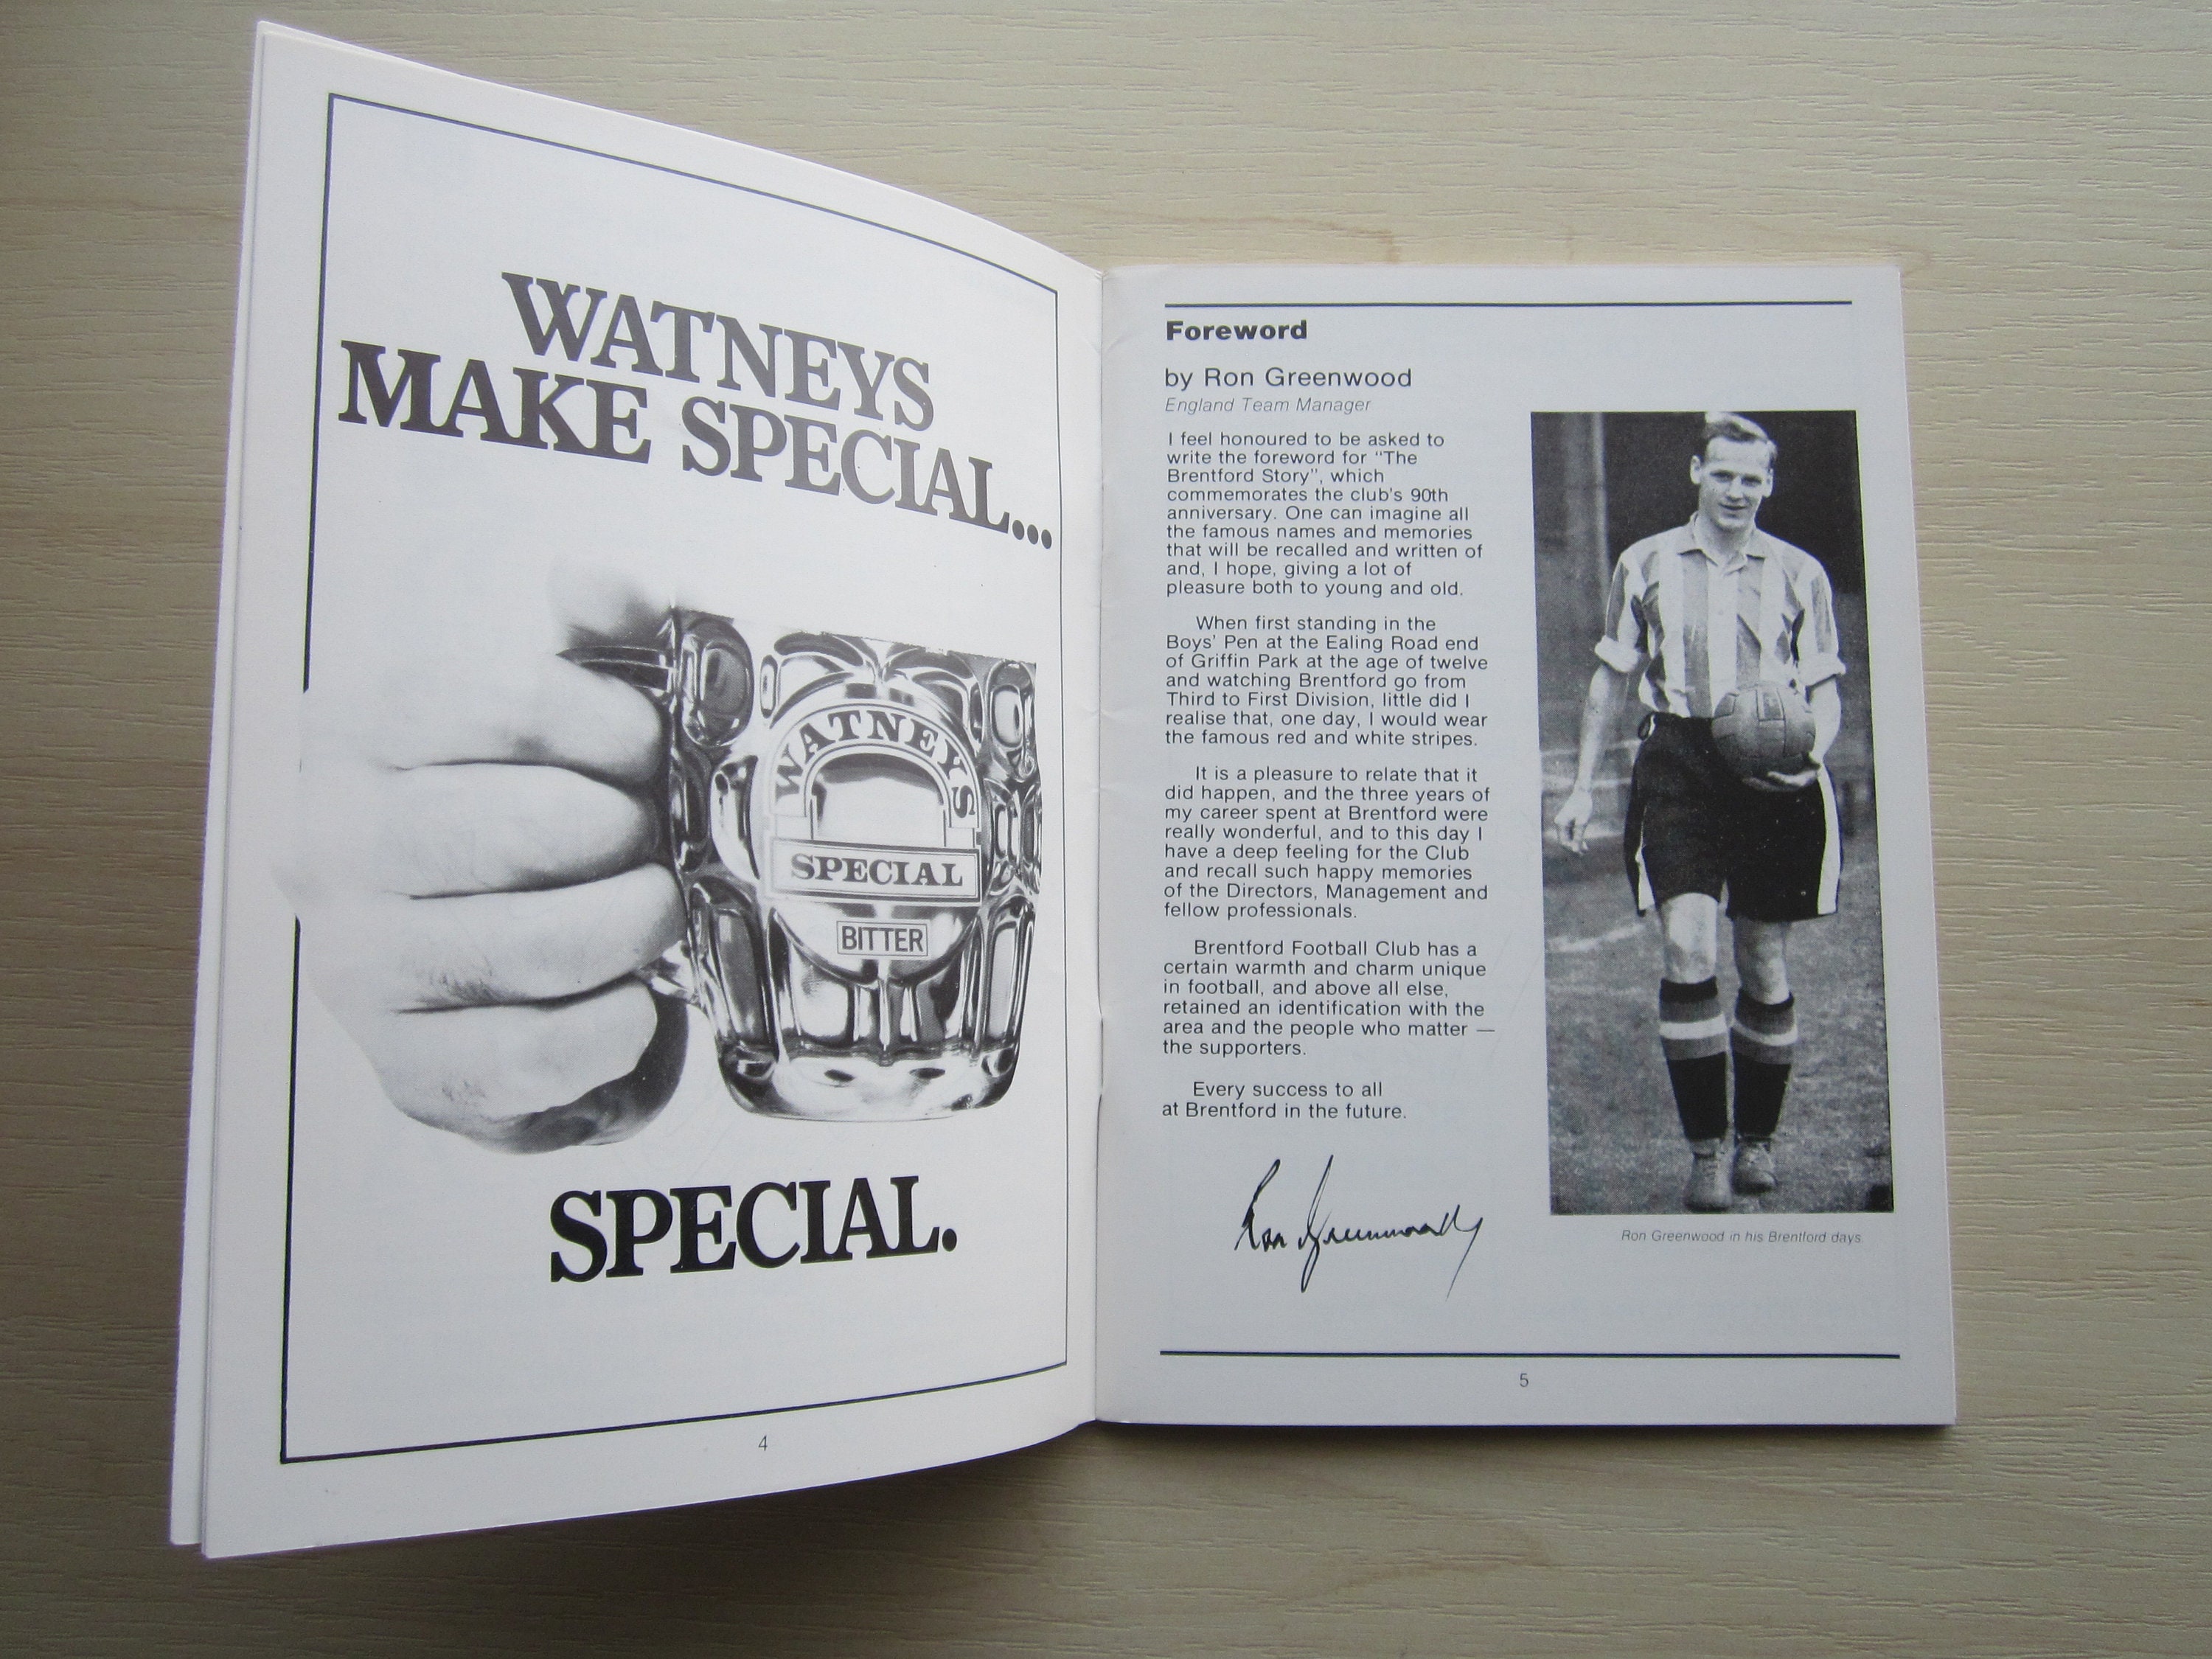 WATNEYS
MAKE SPECIAL...
WATNEYS
SPECIAL
BITTER
SPECIAL.
4
Foreword
by Ron Greenwood
England Team Manager
I feel honoured to be asked to
write the foreword for "The
Brentford Story", which
commemorates the club's 90th
anniversary. One can imagine all
the famous names and memories
that will be recalled and written of
and, I hope, giving a lot of
pleasure both to young and old.
When first standing in the
Boys' Pen at the Ealing Road end
of Griffin Park at the age of twelve
and watching Brentford go from
Third to First Division, little did I
realise that, one day, I would wear
the famous red and white stripes.
It is a pleasure to relate that it
did happen, and the three years of
my career spent at Brentford were
really wonderful, and to this day I
have a deep feeling for the Club
and recall such happy memories
of the Directors, Management and
fellow professionals.
Brentford Football Club has a
certain warmth and charm unique
in football, and above all else,
retained an identification with the
area and the people who matter —
the supporters.
Every success to all
at Brentford in the future.
Ron Greenwood
Ron Greenwood in his Brentford days.
5